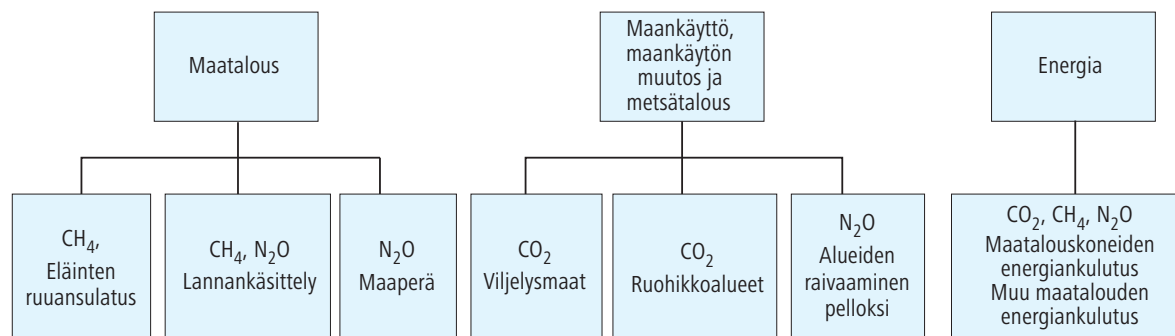 Maatalous
Maankäyttö,
maankäytön
muutos ja
metsätalous
Energia
CH₄,
Eläinten
ruuansulatus
CH₄, N₂O
Lannankäsittely
N₂O
Maaperä
CO₂
Viljelysmaat
CO₂
Ruohikkoalueet
N₂O
Alueiden
raivaaminen
pelloksi
CO₂, CH₄, N₂O
Maatalouskoneiden
energiankulutus
Muu maatalouden
energiankulutus